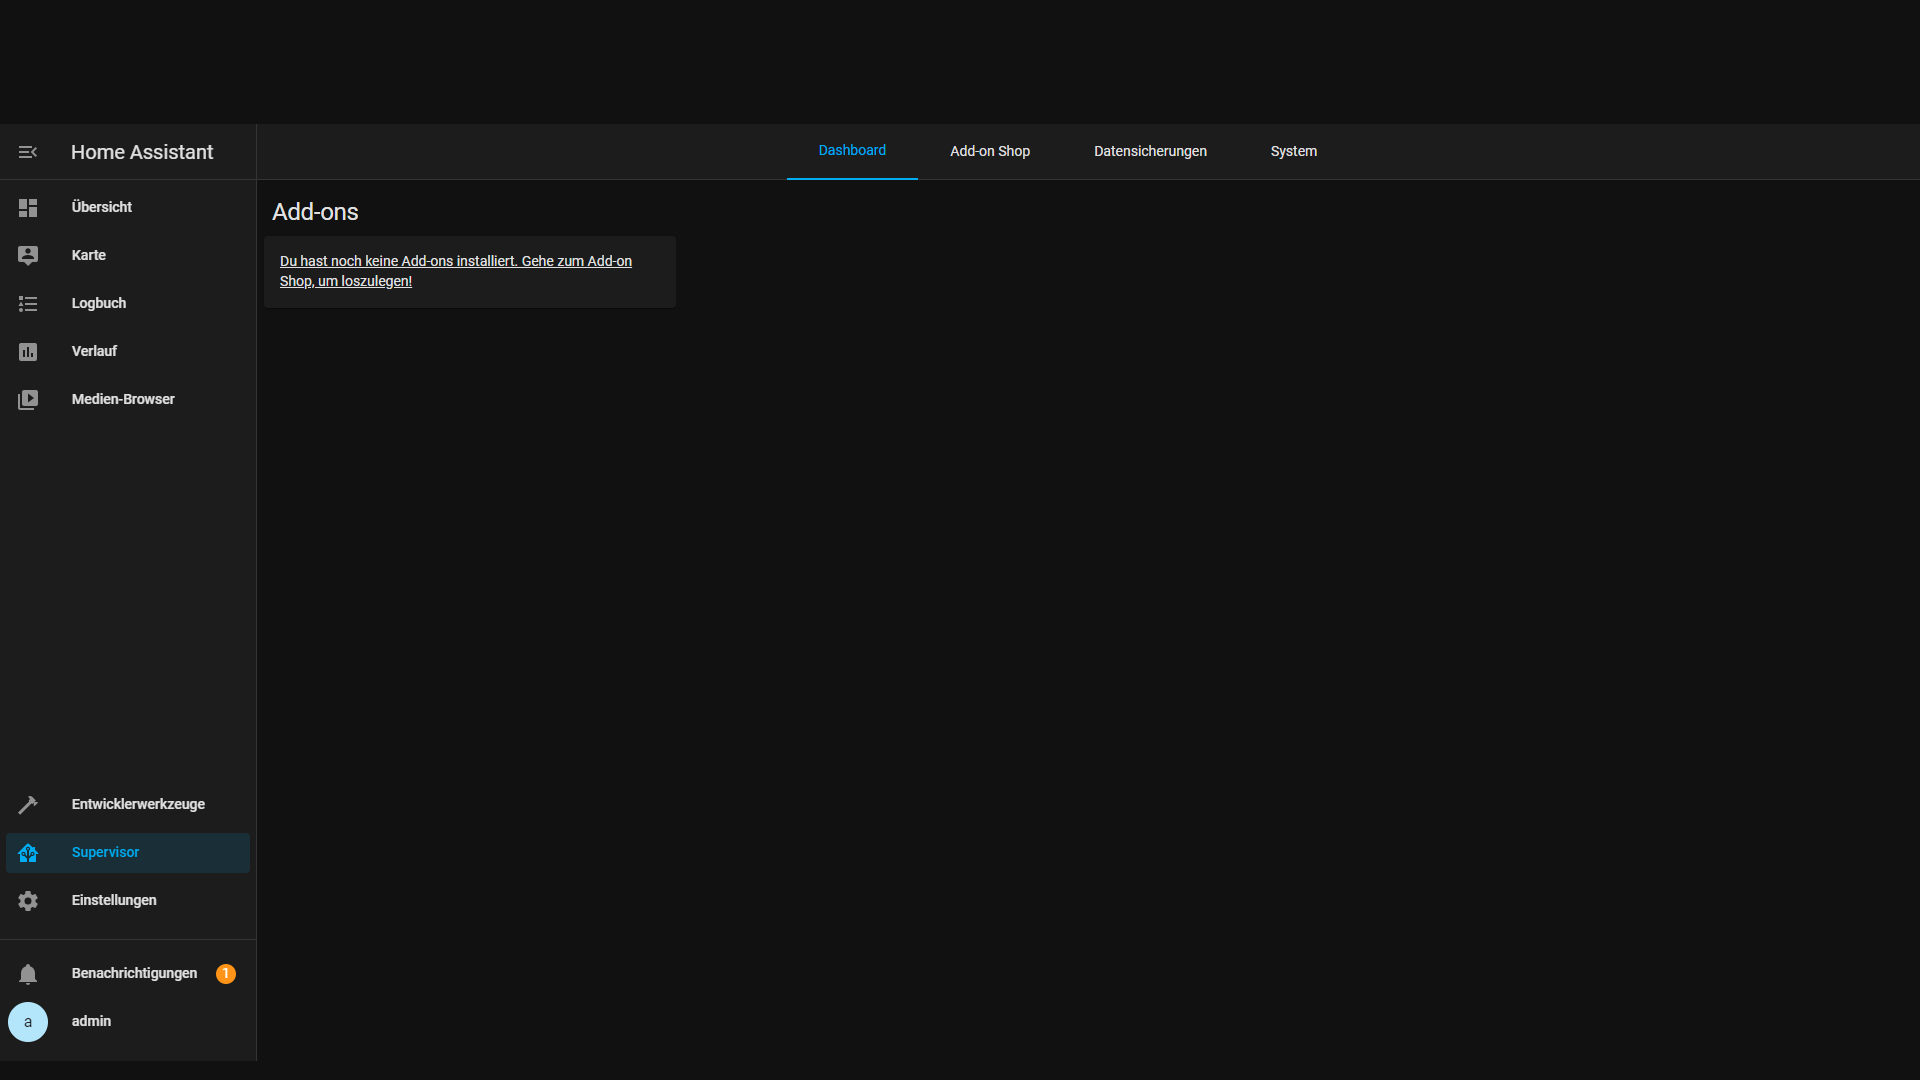 Home Assistant
Dashboard
Add-on Shop
Datensicherungen
System
Übersicht
Karte
Logbuch
Verlauf
Medien-Browser
Add-ons
Du hast noch keine Add-ons installiert. Gehe zum Add-on
Shop, um loszulegen!
Entwicklerwerkzeuge
Supervisor
Einstellungen
Benachrichtigungen 1
a admin